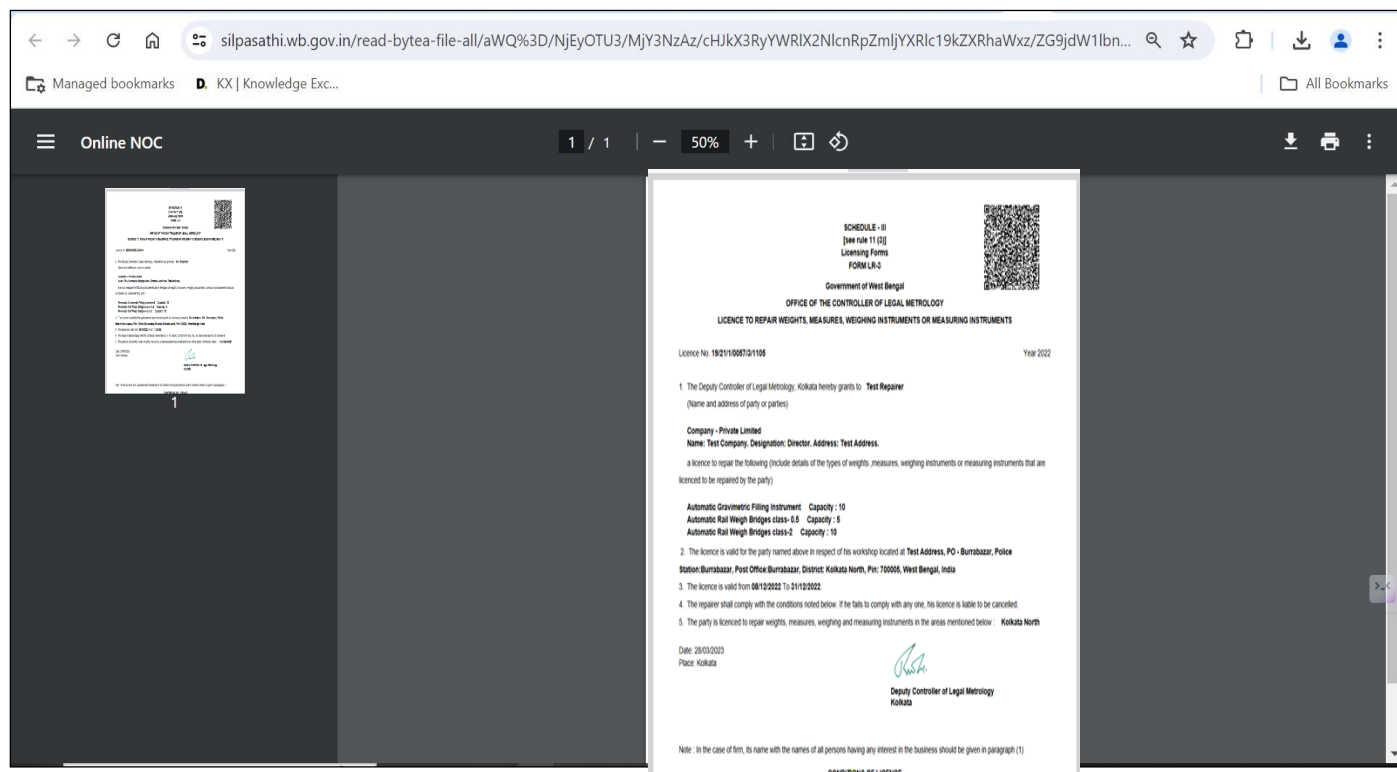 silpasathi.wb.gov.in/read-bytea-file-all/aWQ%3D/NjEyOTU3/MjY3NzAz/cHJkX3RyYWRlX2NlcnRpZmljYXRlc19kZXRhaWxz/ZG9jdW1lbn...
Managed bookmarks D. KX | Knowledge Exc... All Bookmarks
Online NOC 1 / 1 50%
1
SCHEDULE - III
[see rule 11 (3)]
Licensing Forms
FORM LR-3
Government of West Bengal
OFFICE OF THE CONTROLLER OF LEGAL METROLOGY
LICENCE TO REPAIR WEIGHTS, MEASURES, WEIGHING INSTRUMENTS OR MEASURING INSTRUMENTS
Licence No. 19/21/1/0057/3/1105 Year 2022
1. The Deputy Controller of Legal Metrology, Kolkata hereby grants to Test Repairer
(Name and address of party or parties)
Company - Private Limited
Name: Test Company. Designation: Director. Address: Test Address.
a licence to repair the following (Include details of the types of weights ,measures, weighing instruments or measuring instruments that are
licenced to be repaired by the party)
Automatic Gravimetric Filling Instrument Capacity : 10
Automatic Rail Weigh Bridges class- 0.5 Capacity : 5
Automatic Rail Weigh Bridges class-2 Capacity : 10
2. The licence is valid for the party named above in respect of his workshop located at Test Address, PO - Burrabazar, Police
Station:Burrabazar, Post Office:Burrabazar, District: Kolkata North, Pin: 700005, West Bengal, India
3. The licence is valid from 08/12/2022 To 31/12/2022
4. The repairer shall comply with the conditions noted below. If he fails to comply with any one, his licence is liable to be cancelled.
5. The party is licenced to repair weights, measures, weighing and measuring instruments in the areas mentioned below : Kolkata North
Date: 28/03/2023
Place: Kolkata
Deputy Controller of Legal Metrology
Kolkata
Note : In the case of firm, its name with the names of all persons having any interest in the business should be given in paragraph (1)
CONDITIONS OF LICENCE